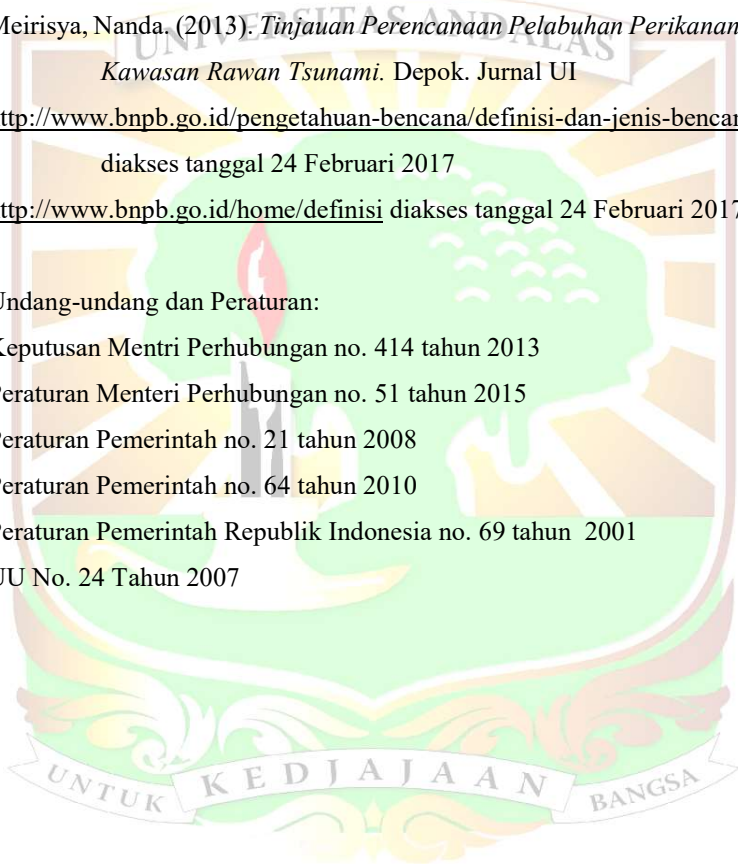 Meirisya, Nanda. (2013). Tinjauan Perencanaan Pelabuhan Perikanan
Kawasan Rawan Tsunami. Depok. Jurnal UI
ttp://www.bnpb.go.id/pengetahuan-bencana/definisi-dan-jenis-bencan
diakses tanggal 24 Februari 2017
ttp://www.bnpb.go.id/home/definisi diakses tanggal 24 Februari 2017
Undang-undang dan Peraturan:
Keputusan Mentri Perhubungan no. 414 tahun 2013
Peraturan Menteri Perhubungan no. 51 tahun 2015
Peraturan Pemerintah no. 21 tahun 2008
Peraturan Pemerintah no. 64 tahun 2010
Peraturan Pemerintah Republik Indonesia no. 69 tahun 2001
UU No. 24 Tahun 2007
UNIVERSITAS ANDALAS
UNTUK KEDJAJAAN BANGSA